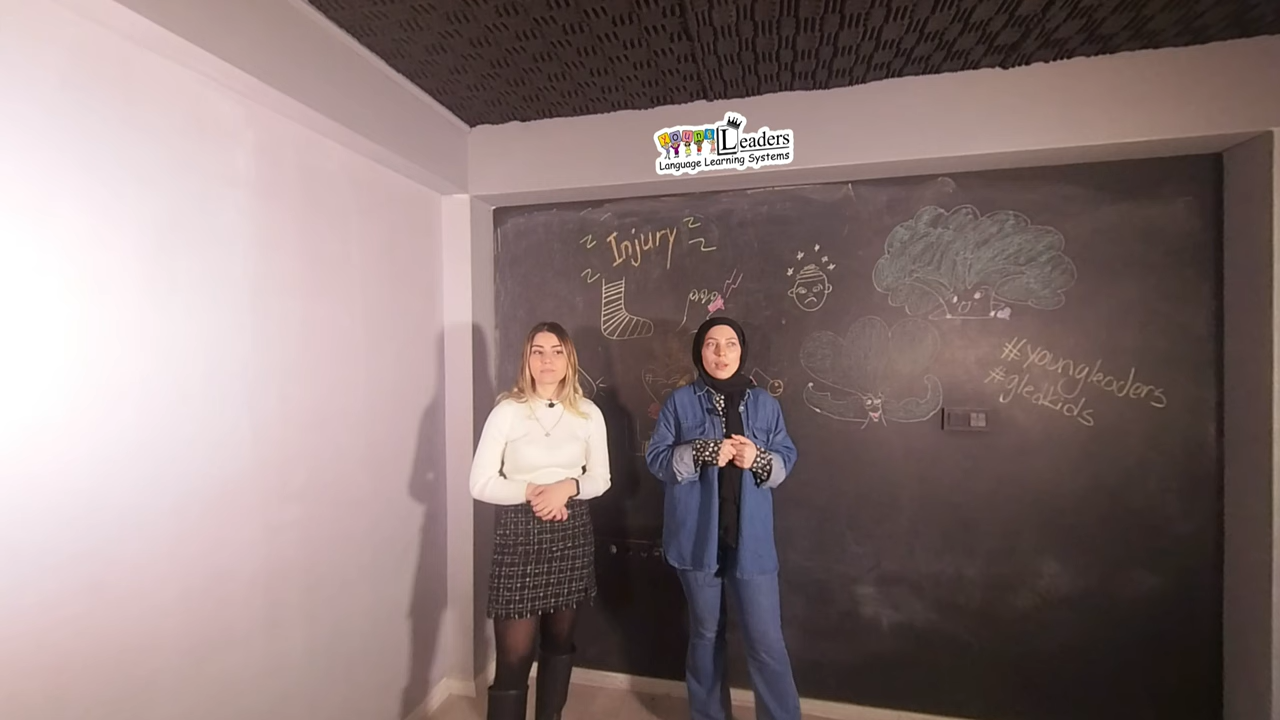 Young Leaders
Language Learning Systems
Injury
z
z
z
z
#youngleaders
#gledkids